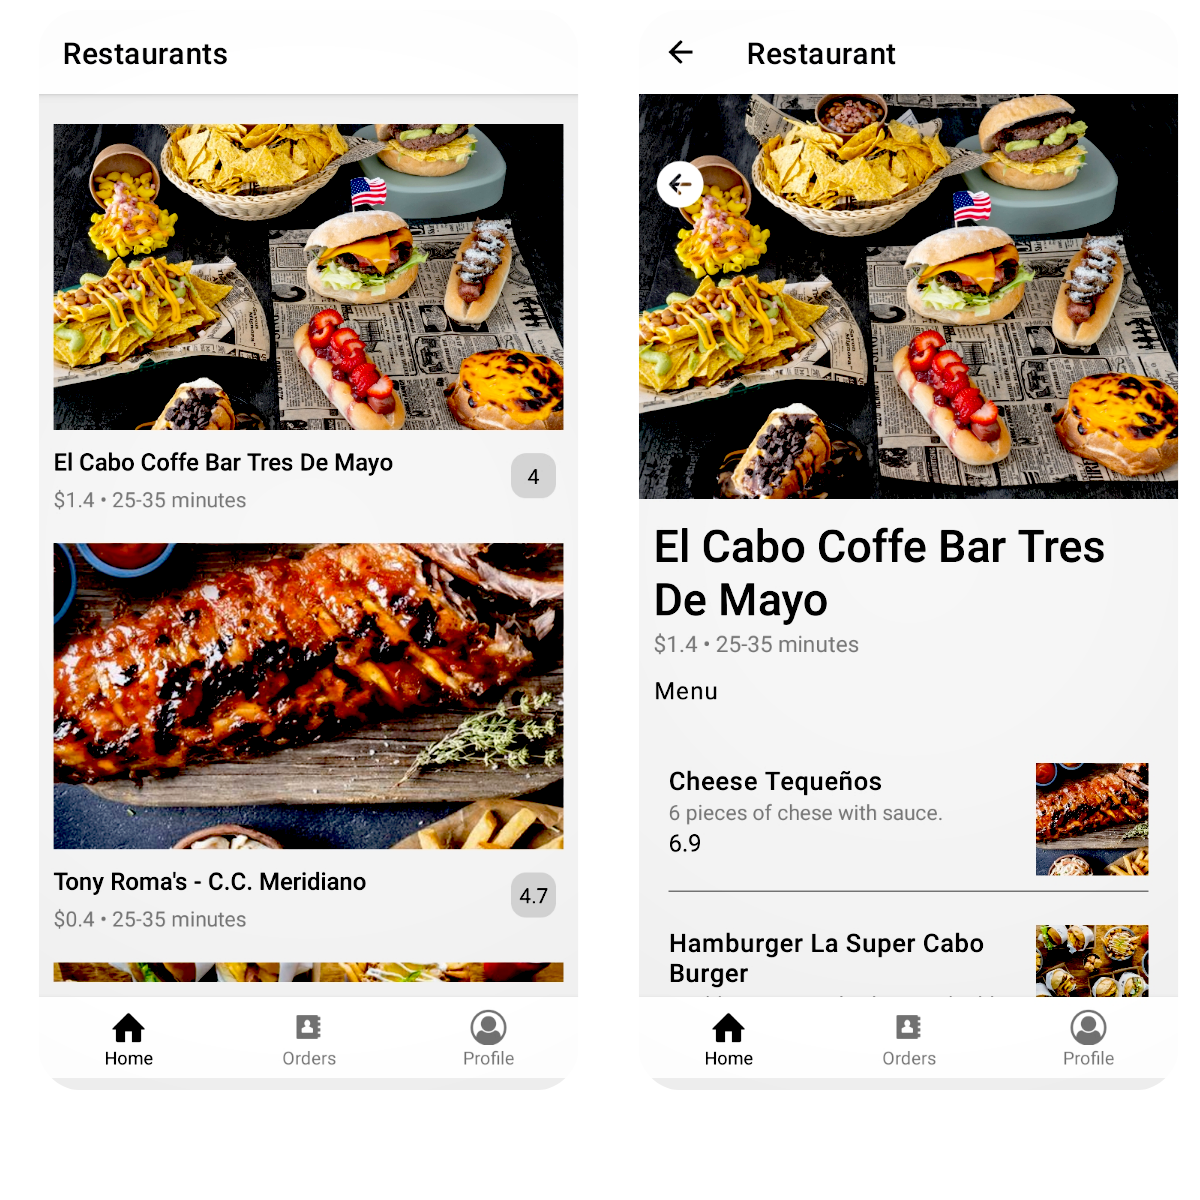 Restaurants
El Cabo Coffe Bar Tres De Mayo
4
$1.4 • 25-35 minutes
Tony Roma's - C.C. Meridiano
4.7
$0.4 • 25-35 minutes
Home
Orders
Profile
Restaurant
El Cabo Coffe Bar Tres
De Mayo
$1.4 • 25-35 minutes
Menu
Cheese Tequeños
6 pieces of chese with sauce.
6.9
Hamburger La Super Cabo
Burger
Home
Orders
Profile